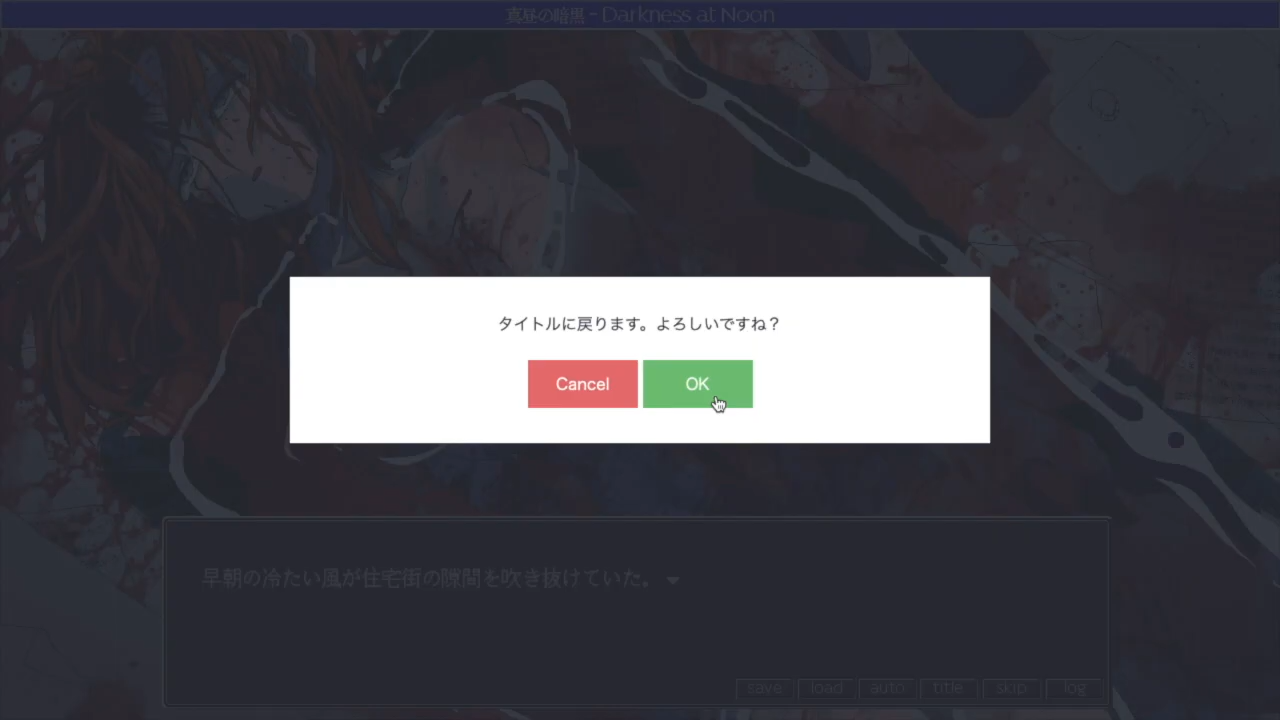 真昼の暗黒 - Darkness at Noon
タイトルに戻ります。よろしいですね？
Cancel OK
早朝の冷たい風が住宅街の隙間を吹き抜けていた。
save load auto title skip log